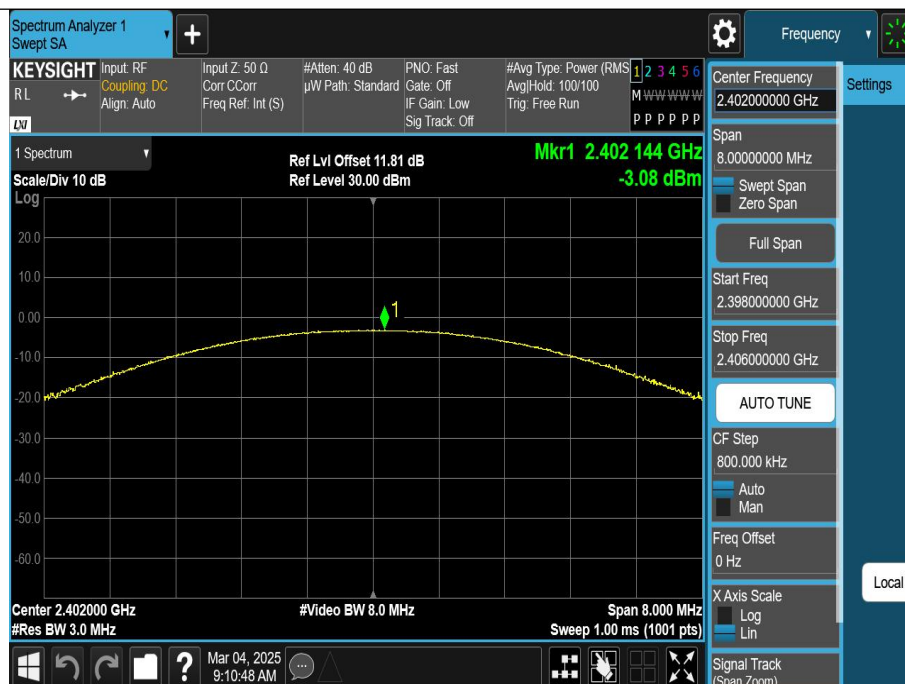 Spectrum Analyzer 1
Swept SA
+
Frequency
KEYSIGHT
R L
LXI
Input: RF
Coupling: DC
Align: Auto
Input Z: 50 Ω
Corr CCorr
Freq Ref: Int (S)
#Atten: 40 dB
µW Path: Standard
PNO: Fast
Gate: Off
IF Gain: Low
Sig Track: Off
#Avg Type: Power (RMS
Avg|Hold: 100/100
Trig: Free Run
1 2 3 4 5 6
M W W W W W
P P P P P P
Center Frequency
2.402000000 GHz
Settings
1 Spectrum
Scale/Div 10 dB
Ref Lvl Offset 11.81 dB
Ref Level 30.00 dBm
Mkr1 2.402 144 GHz
-3.08 dBm
Span
8.00000000 MHz
Swept Span
Zero Span
Full Span
Start Freq
2.398000000 GHz
Stop Freq
2.406000000 GHz
AUTO TUNE
CF Step
800.000 kHz
Auto
Man
Freq Offset
0 Hz
X Axis Scale
Log
Lin
Signal Track
(Span Zoom)
Local
Log
20.0
10.0
0.00
-10.0
-20.0
-30.0
-40.0
-50.0
-60.0
1
Center 2.402000 GHz
#Res BW 3.0 MHz
#Video BW 8.0 MHz
Span 8.000 MHz
Sweep 1.00 ms (1001 pts)
?
Mar 04, 2025
9:10:48 AM